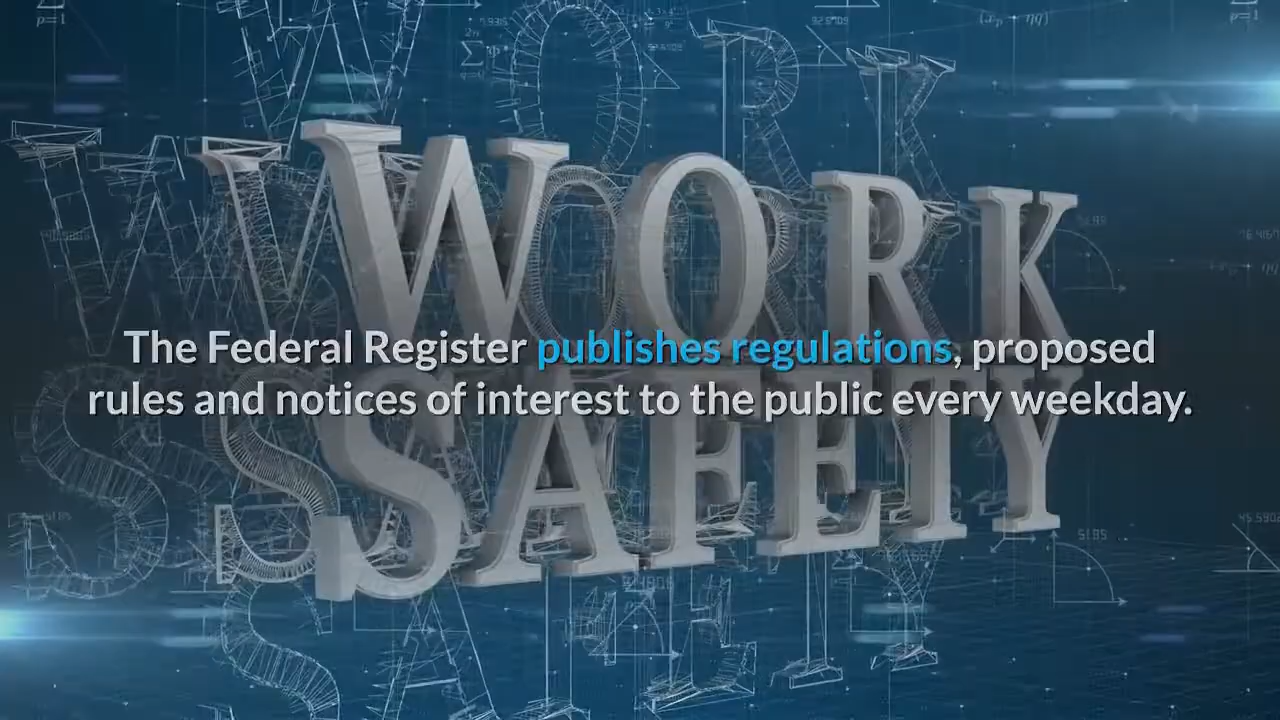 WORK
The Federal Register publishes regulations, proposed
rules and notices of interest to the public every weekday.
SAFETY